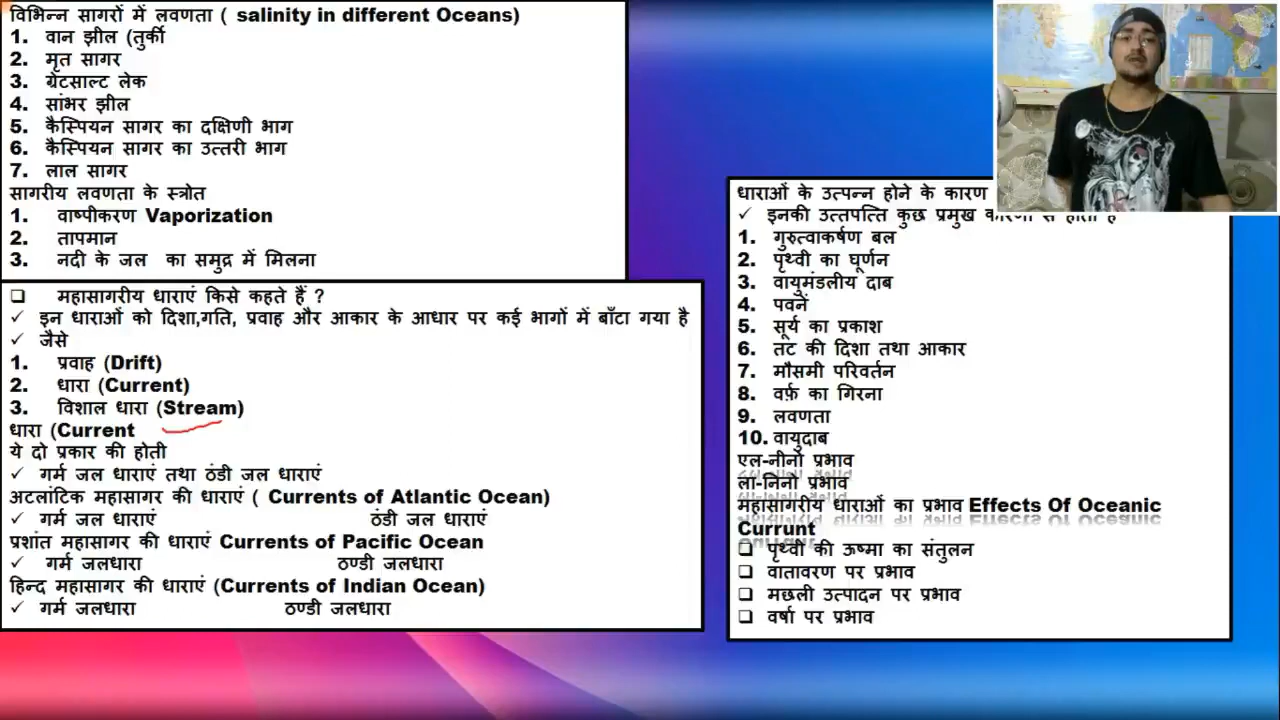 विभिन्न सागरों में लवणता ( salinity in different Oceans)
1. वान झील (तुर्की
2. मृत सागर
3. ग्रेटसाल्ट लेक
4. सांभर झील
5. कैस्पियन सागर का दक्षिणी भाग
6. कैस्पियन सागर का उत्तरी भाग
7. लाल सागर
सागरीय लवणता के स्त्रोत
1. वाष्पीकरण Vaporization
2. तापमान
3. नदी के जल का समुद्र में मिलना
❑ महासागरीय धाराएं किसे कहते हैं ?
✓ इन धाराओं को दिशा,गति, प्रवाह और आकार के आधार पर कई भागों में बाँटा गया है
✓ जैसे
1. प्रवाह (Drift)
2. धारा (Current)
3. विशाल धारा (Stream)
धारा (Current
ये दो प्रकार की होती
✓ गर्म जल धाराएं तथा ठंडी जल धाराएं
अटलांटिक महासागर की धाराएं ( Currents of Atlantic Ocean)
✓ गर्म जल धाराएं ठंडी जल धाराएं
प्रशांत महासागर की धाराएं Currents of Pacific Ocean
✓ गर्म जलधारा ठण्डी जलधारा
हिन्द महासागर की धाराएं (Currents of Indian Ocean)
✓ गर्म जलधारा ठण्डी जलधारा
धाराओं के उत्पन्न होने के कारण
✓ इनकी उत्तपत्ति कुछ प्रमुख कारणों से होती है
1. गुरुत्वाकर्षण बल
2. पृथ्वी का घूर्णन
3. वायुमंडलीय दाब
4. पवनें
5. सूर्य का प्रकाश
6. तट की दिशा तथा आकार
7. मौसमी परिवर्तन
8. वर्फ़ का गिरना
9. लवणता
10. वायुदाब
एल-नीनो प्रभाव
ला-निनो प्रभाव
महासागरीय धाराओं का प्रभाव Effects Of Oceanic
Currunt
❑ पृथ्वी की ऊष्मा का संतुलन
❑ वातावरण पर प्रभाव
❑ मछली उत्पादन पर प्रभाव
❑ वर्षा पर प्रभाव